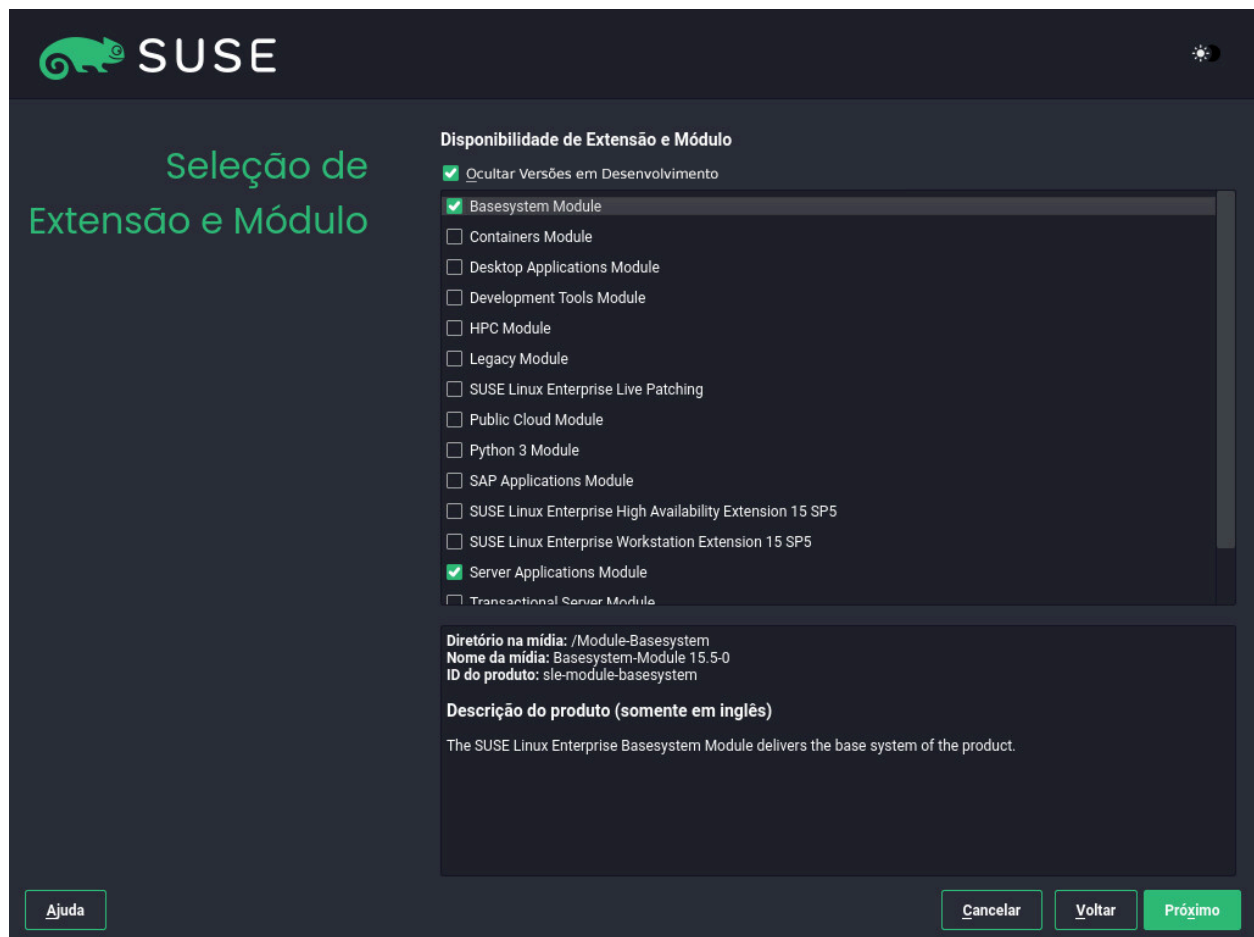 SUSE
Seleção de
Extensão e Módulo
Disponibilidade de Extensão e Módulo
Ocultar Versões em Desenvolvimento
Basesystem Module
Containers Module
Desktop Applications Module
Development Tools Module
HPC Module
Legacy Module
SUSE Linux Enterprise Live Patching
Public Cloud Module
Python 3 Module
SAP Applications Module
SUSE Linux Enterprise High Availability Extension 15 SP5
SUSE Linux Enterprise Workstation Extension 15 SP5
Server Applications Module
Transactional Server Module
Diretório na mídia: /Module-Basesystem
Nome da mídia: Basesystem-Module 15.5-0
ID do produto: sle-module-basesystem
Descrição do produto (somente em inglês)
The SUSE Linux Enterprise Basesystem Module delivers the base system of the product.
Ajuda
Cancelar
Voltar
Próximo